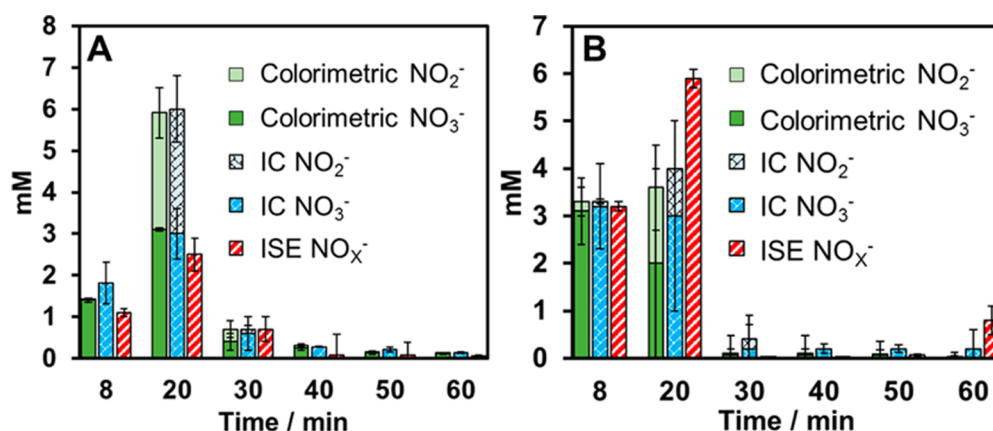 A
8
7
6
5
4
3
2
1
0
mM
Colorimetric NO₂⁻
Colorimetric NO₃⁻
IC NO₂⁻
IC NO₃⁻
ISE NOₓ⁻
8 20 30 40 50 60
Time / min
B
7
6
5
4
3
2
1
0
mM
Colorimetric NO₂⁻
Colorimetric NO₃⁻
IC NO₂⁻
IC NO₃⁻
ISE NOₓ⁻
8 20 30 40 50 60
Time / min